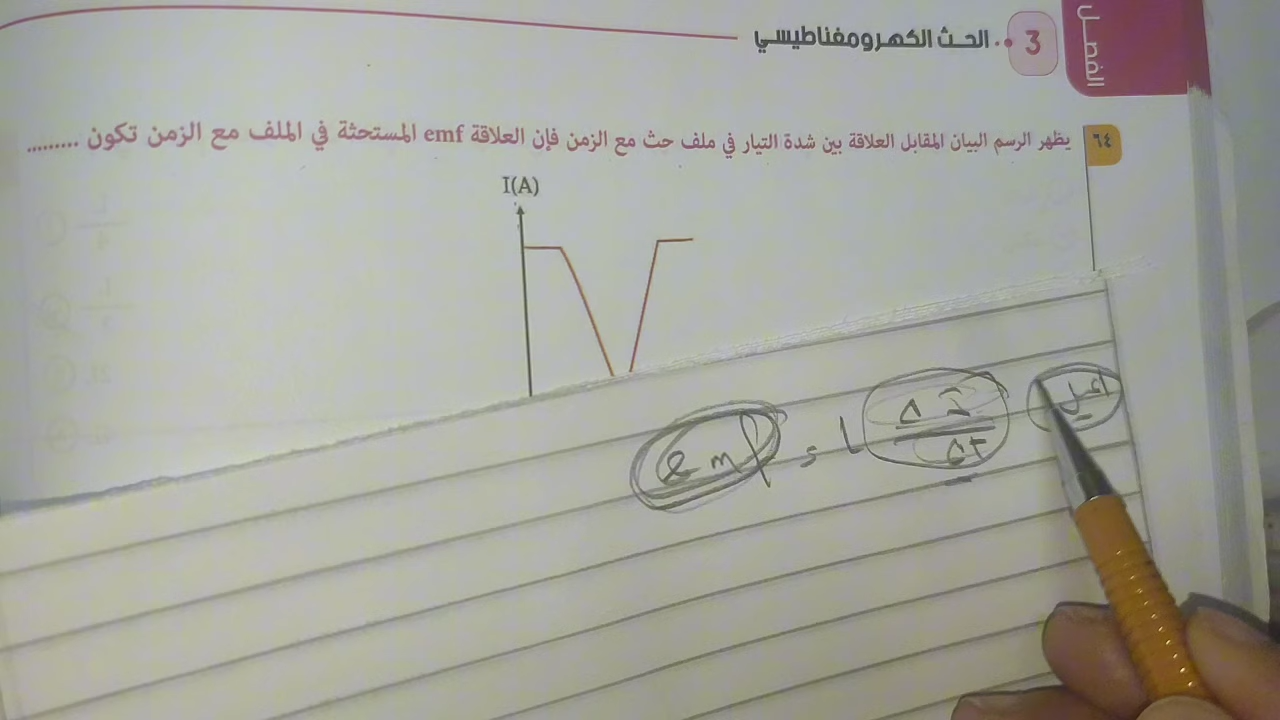 الفصل
3 الحث الكهرومغناطيسي
٦٤ يظهر الرسم البيان المقابل العلاقة بين شدة التيار في ملف حث مع الزمن فإن العلاقة emf المستحثة في الملف مع الزمن تكون .........
I(A)
emf = L ΔI / Δt